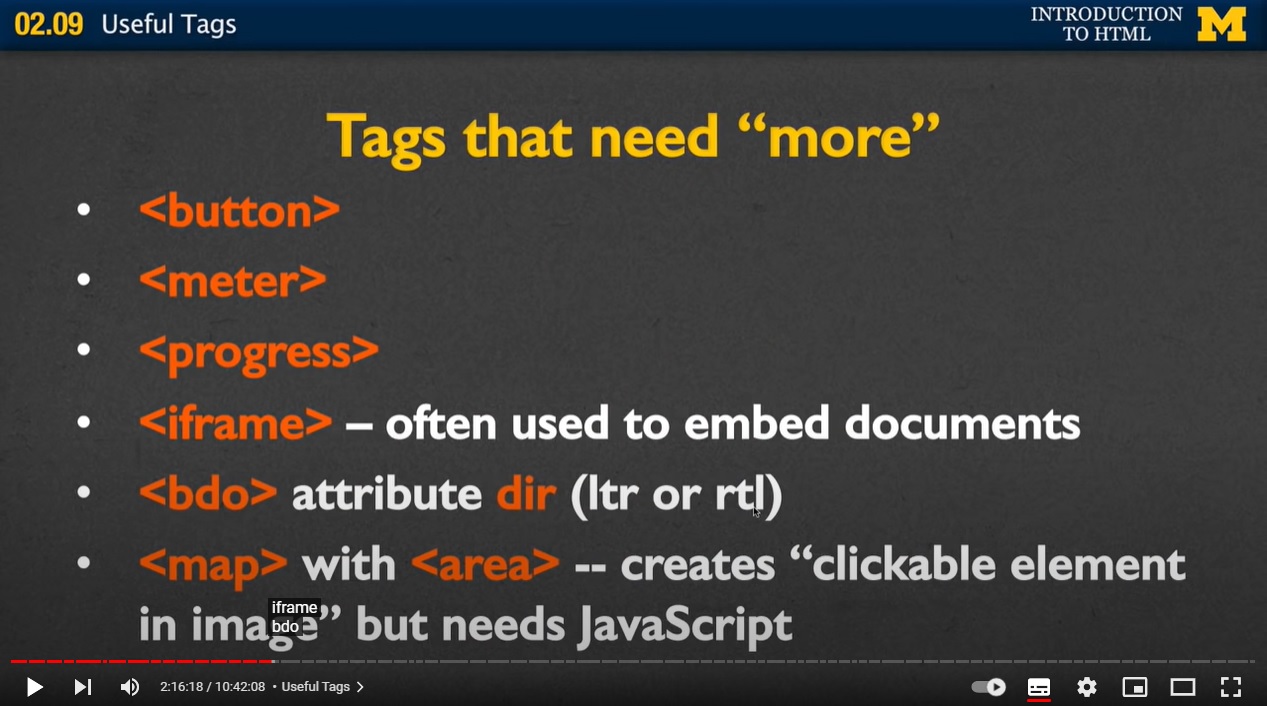 02.09 Useful Tags
INTRODUCTION
TO HTML
M
Tags that need “more”
• <button>
• <meter>
• <progress>
• <iframe> – often used to embed documents
• <bdo> attribute dir (ltr or rtl)
• <map> with <area> -- creates “clickable element
in image” but needs JavaScript
iframe
bdo
2:16:18 / 10:42:08 • Useful Tags